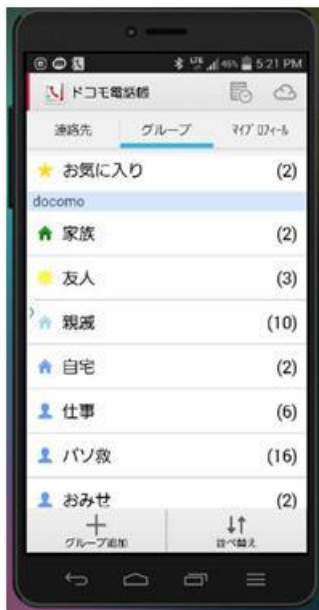 LTE 46% 5:21 PM
ドコモ電話帳
連絡先 グループ マイプロフィール
お気に入り (2)
docomo
家族 (2)
友人 (3)
親戚 (10)
自宅 (2)
仕事 (6)
パソ救 (16)
おみせ (2)
グループ追加 並べ替え